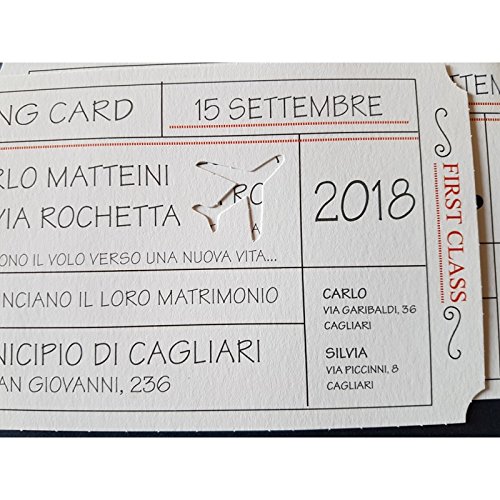 NG CARD
15 SETTEMBRE
RLO MATTEINI
VIA ROCHETTA
2018
ONO IL VOLO VERSO UNA NUOVA VITA...
NCIANO IL LORO MATRIMONIO
NICIPIO DI CAGLIARI
AN GIOVANNI, 236
CARLO
VIA GARIBALDI, 36
CAGLIARI
SILVIA
VIA PICCINNI, 8
CAGLIARI
FIRST CLASS